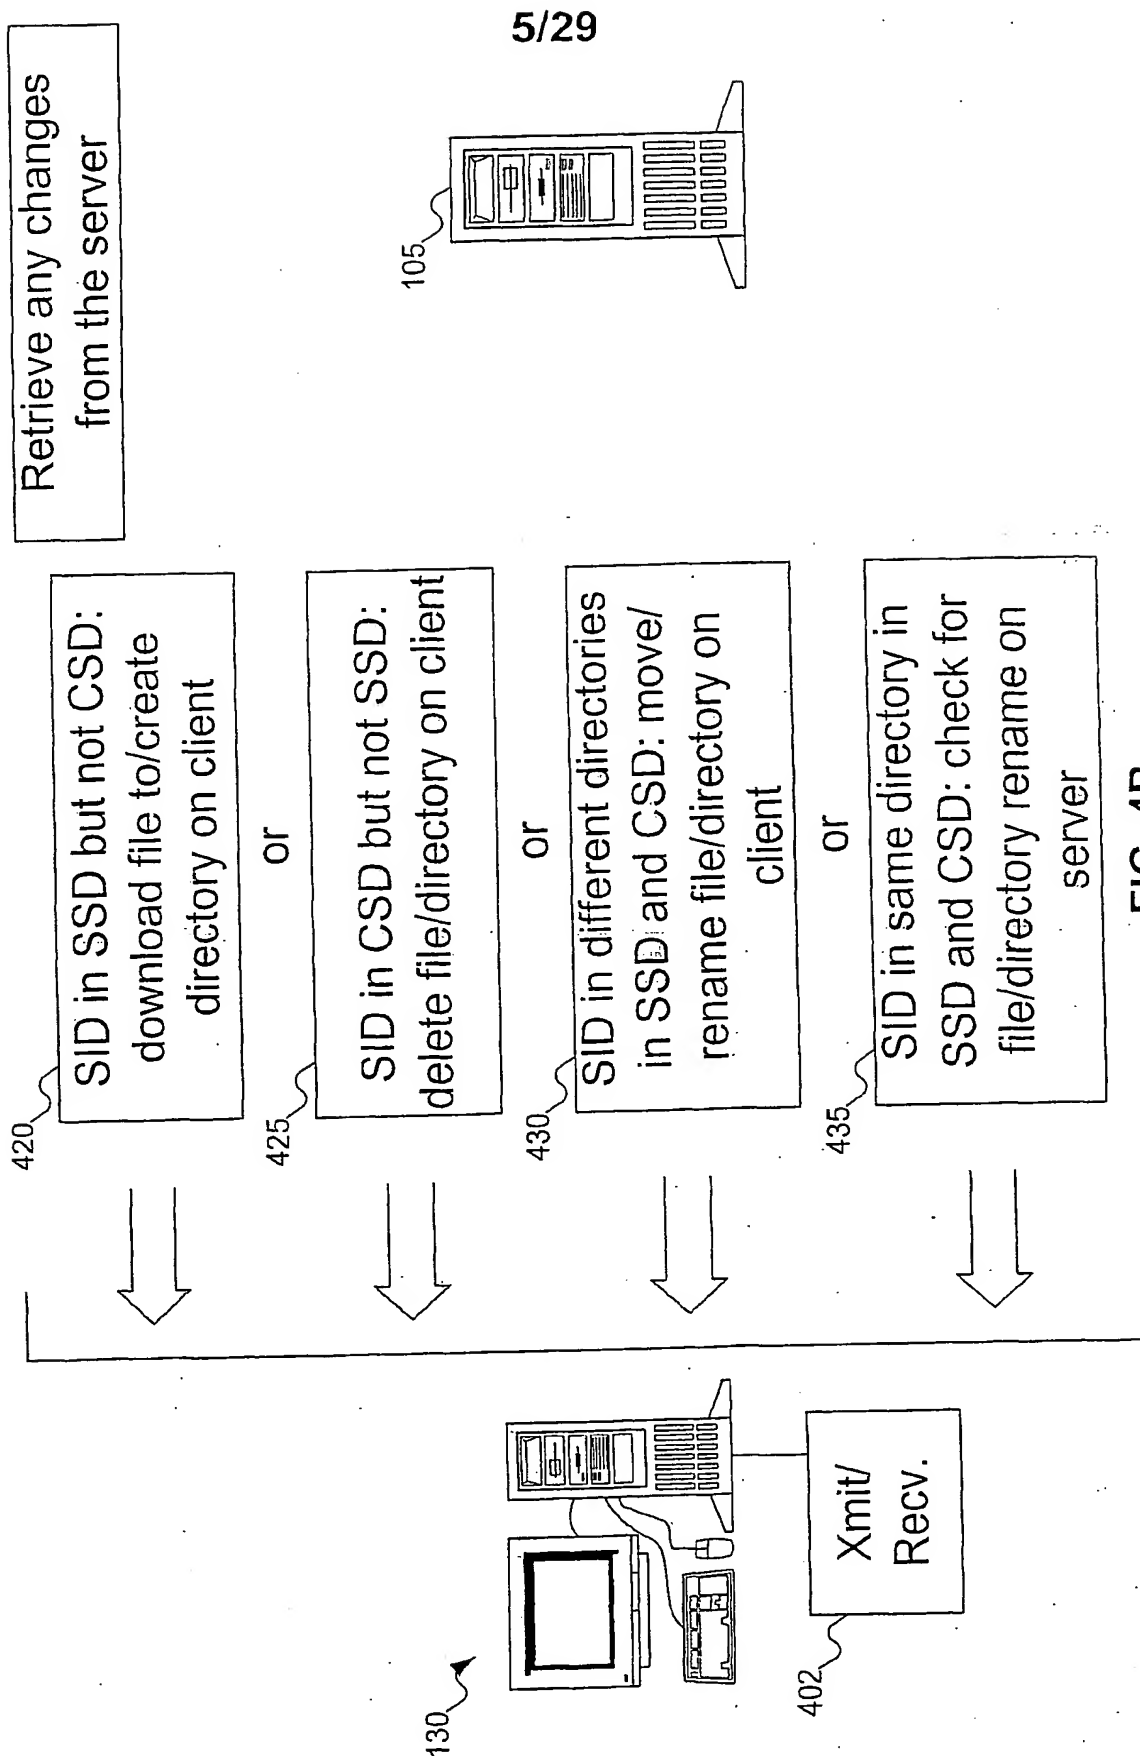 5/29
Retrieve any changes
from the server
105
420
SID in SSD but not CSD:
download file to/create
directory on client
or
425
SID in CSD but not SSD:
delete file/directory on client
or
430
SID in different directories
in SSD and CSD: move/
rename file/directory on
client
or
435
SID in same directory in
SSD and CSD: check for
file/directory rename on
server
130
Xmit/
Recv.
402